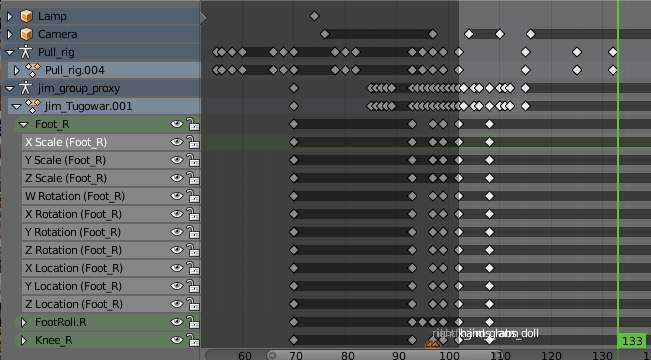 Lamp
Camera
Pull_rig
Pull_rig.004
jim_group_proxy
Jim_Tugowar.001
Foot_R
X Scale (Foot_R)
Y Scale (Foot_R)
Z Scale (Foot_R)
W Rotation (Foot_R)
X Rotation (Foot_R)
Y Rotation (Foot_R)
Z Rotation (Foot_R)
X Location (Foot_R)
Y Location (Foot_R)
Z Location (Foot_R)
FootRoll.R
Knee_R
doll
133
60 70 80 90 100 110 120 130